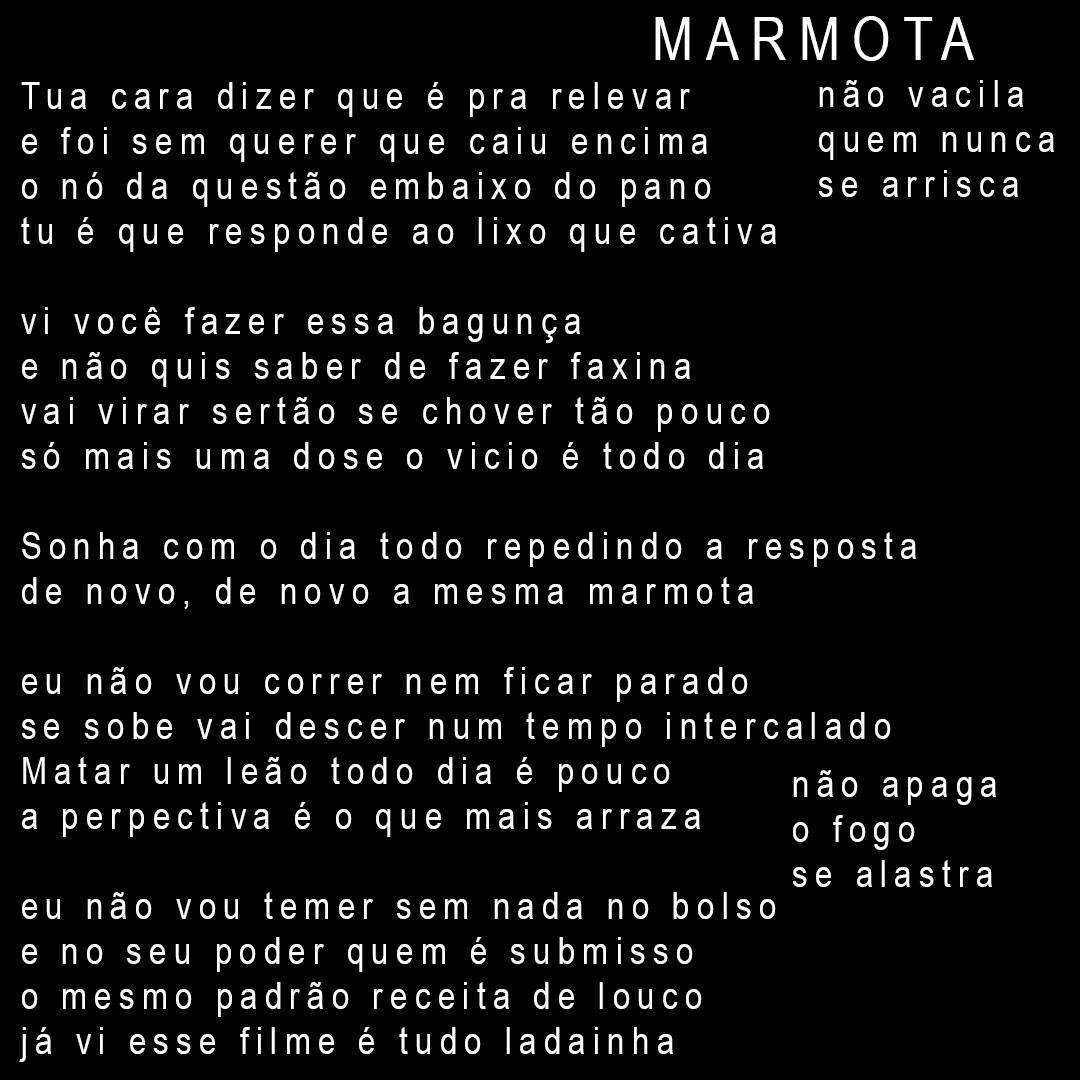 MARMOTA
Tua cara dizer que é pra relevar
e foi sem querer que caiu encima
o nó da questão embaixo do pano
tu é que responde ao lixo que cativa
não vacila
quem nunca
se arrisca
vi você fazer essa bagunça
e não quis saber de fazer faxina
vai virar sertão se chover tão pouco
só mais uma dose o vicio é todo dia
Sonha com o dia todo repedindo a resposta
de novo, de novo a mesma marmota
eu não vou correr nem ficar parado
se sobe vai descer num tempo intercalado
Matar um leão todo dia é pouco
a perpectiva é o que mais arraza
não apaga
o fogo
se alastra
eu não vou temer sem nada no bolso
e no seu poder quem é submisso
o mesmo padrão receita de louco
já vi esse filme é tudo ladainha